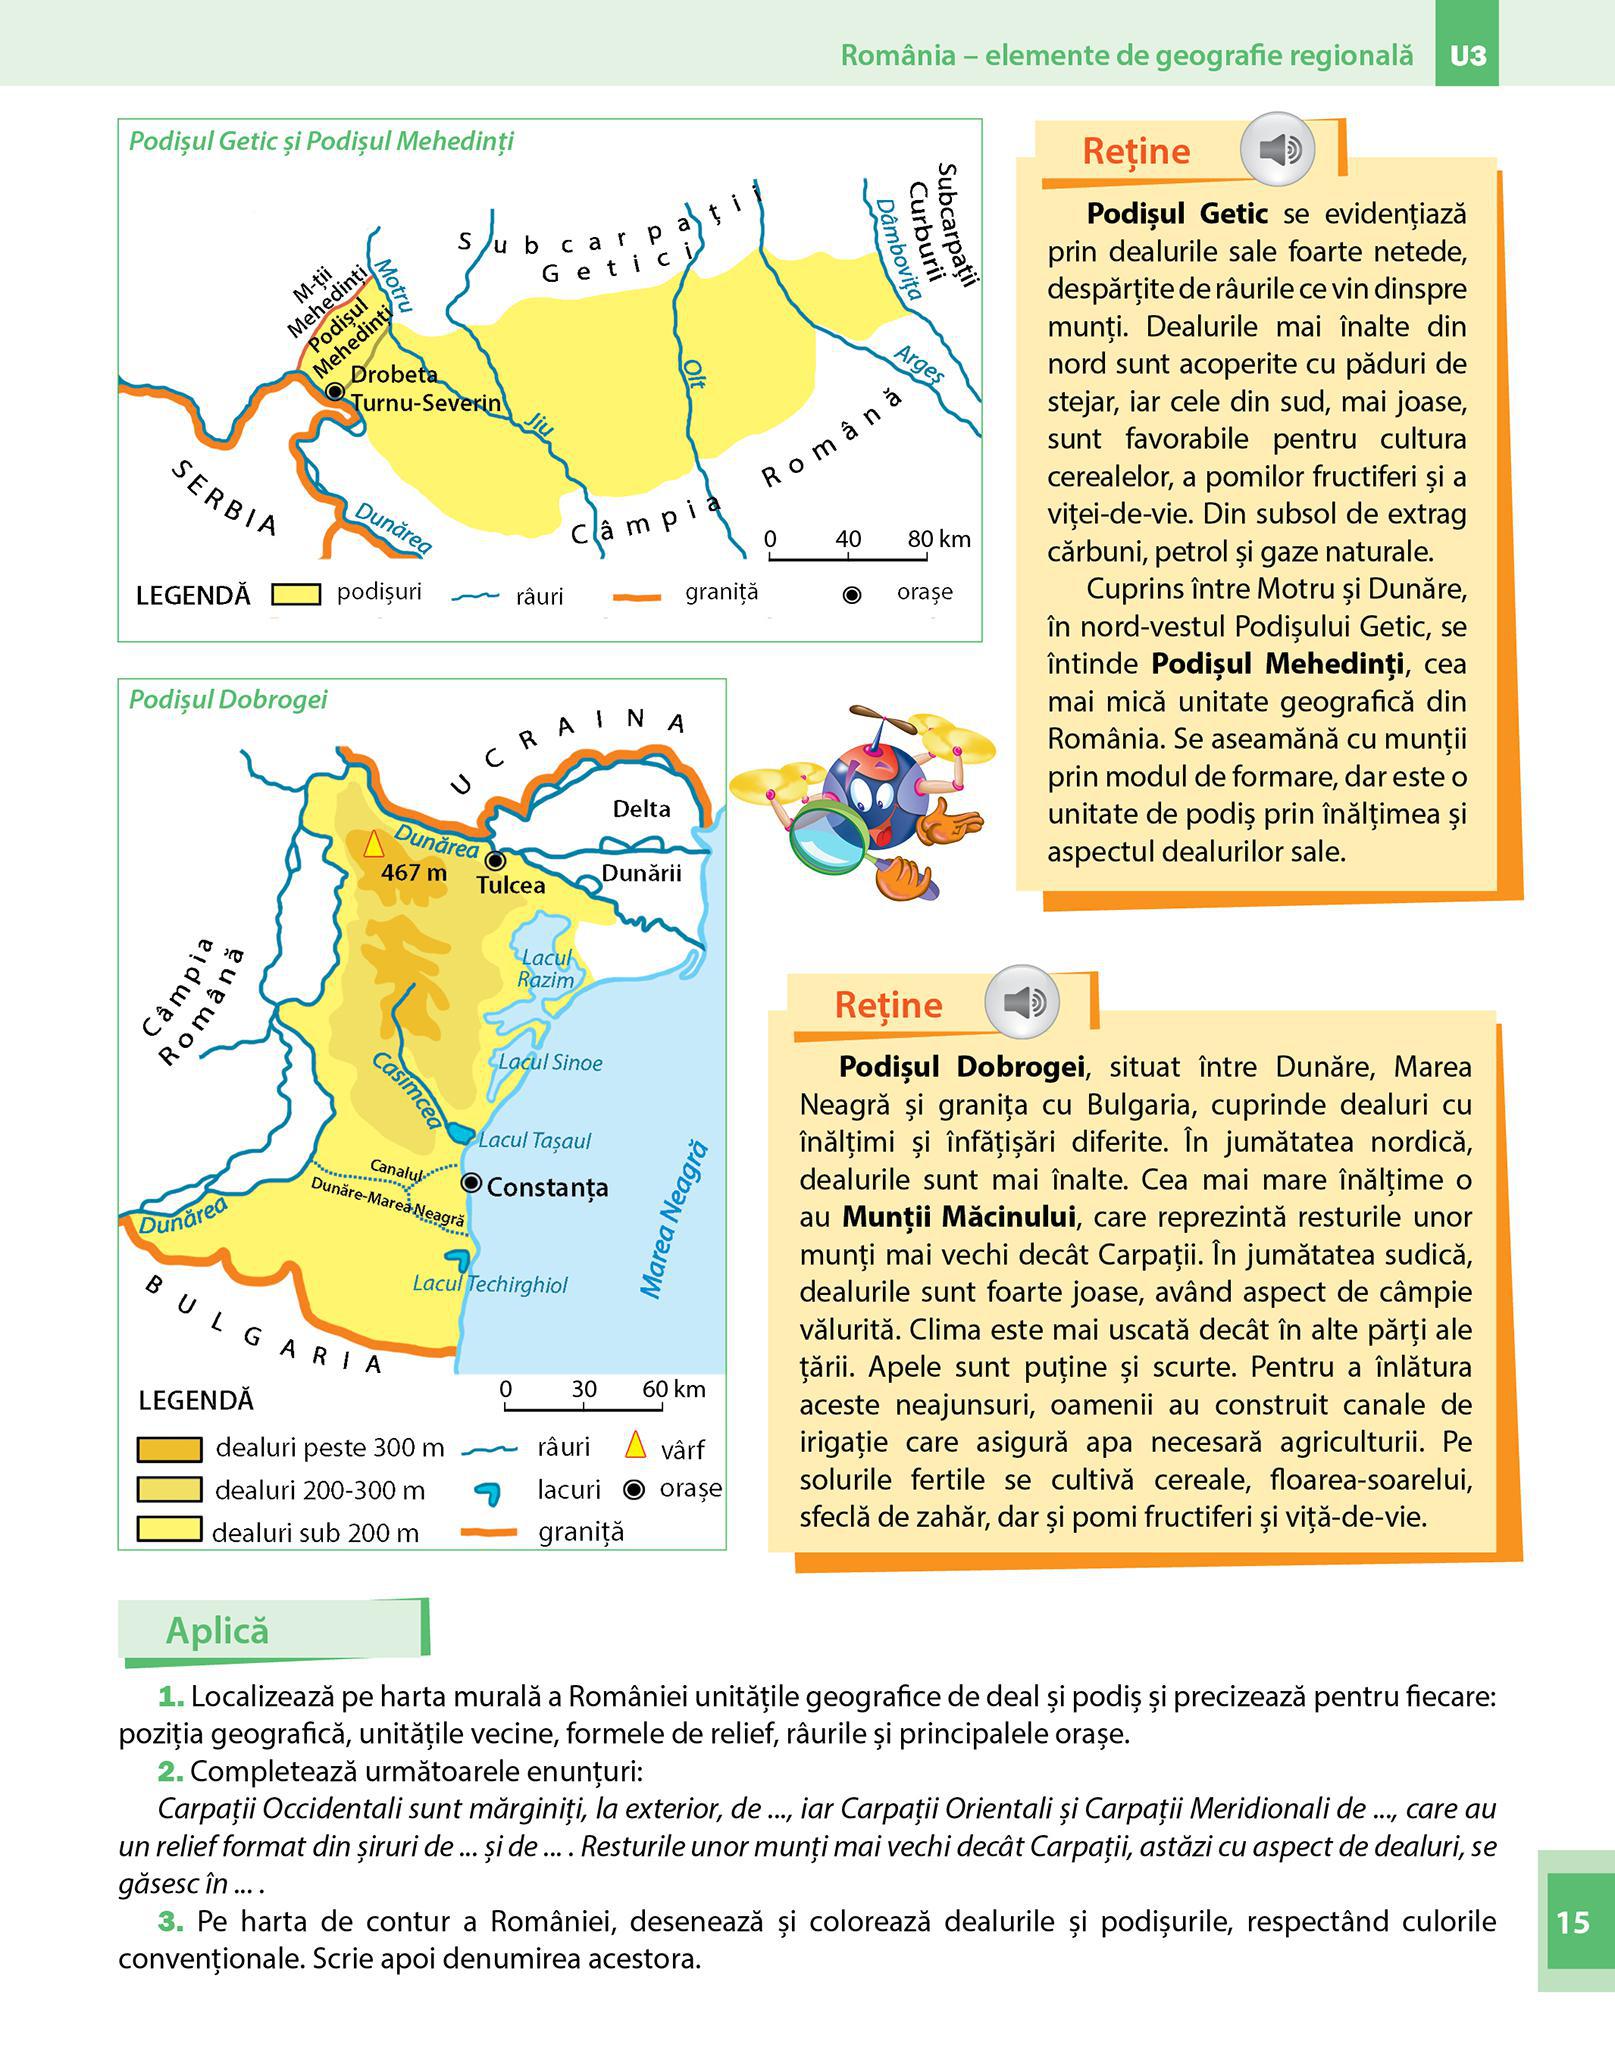 România – elemente de geografie regională U3
Podișul Getic și Podișul Mehedinți
Subcarpații
Getici
Subcarpații
Curburii
Dâmbovița
M-ții
Mehedinți
Podișul
Mehedinți
Motru
Drobeta
Turnu-Severin
Jiu
Olt
Argeș
SERBIA
Dunărea
Câmpia Română
0 40 80 km
LEGENDĂ podișuri râuri graniță orașe
Reține
Podișul Getic se evidențiază
prin dealurile sale foarte netede,
despărțite de râurile ce vin dinspre
munți. Dealurile mai înalte din
nord sunt acoperite cu păduri de
stejar, iar cele din sud, mai joase,
sunt favorabile pentru cultura
cerealelor, a pomilor fructiferi și a
viței-de-vie. Din subsol de extrag
cărbuni, petrol și gaze naturale.
Cuprins între Motru și Dunăre,
în nord-vestul Podișului Getic, se
întinde Podișul Mehedinți, cea
mai mică unitate geografică din
România. Se aseamănă cu munții
prin modul de formare, dar este o
unitate de podiș prin înălțimea și
aspectul dealurilor sale.
Podișul Dobrogei
UCRAINA
Delta
Dunării
Dunărea
467 m
Tulcea
Câmpia
Română
Lacul
Razim
Lacul Sinoe
Casimcea
Lacul Tașaul
Canalul
Dunăre-Marea Neagră
Constanța
Dunărea
Lacul Techirghiol
Marea Neagră
BULGARIA
0 30 60 km
LEGENDĂ
dealuri peste 300 m râuri vârf
dealuri 200-300 m lacuri orașe
dealuri sub 200 m graniță
Reține
Podișul Dobrogei, situat între Dunăre, Marea
Neagră și granița cu Bulgaria, cuprinde dealuri cu
înălțimi și înfățișări diferite. În jumătatea nordică,
dealurile sunt mai înalte. Cea mai mare înălțime o
au Munții Măcinului, care reprezintă resturile unor
munți mai vechi decât Carpații. În jumătatea sudică,
dealurile sunt foarte joase, având aspect de câmpie
vălurită. Clima este mai uscată decât în alte părți ale
țării. Apele sunt puține și scurte. Pentru a înlătura
aceste neajunsuri, oamenii au construit canale de
irigație care asigură apa necesară agriculturii. Pe
solurile fertile se cultivă cereale, floarea-soarelui,
sfeclă de zahăr, dar și pomi fructiferi și viță-de-vie.
Aplică
1. Localizează pe harta murală a României unitățile geografice de deal și podiș și precizează pentru fiecare:
poziția geografică, unitățile vecine, formele de relief, râurile și principalele orașe.
2. Completează următoarele enunțuri:
Carpații Occidentali sunt mărginiți, la exterior, de ..., iar Carpații Orientali și Carpații Meridionali de ..., care au
un relief format din șiruri de ... și de ... . Resturile unor munți mai vechi decât Carpații, astăzi cu aspect de dealuri, se
găsesc în ... .
3. Pe harta de contur a României, desenează și colorează dealurile și podișurile, respectând culorile
convenționale. Scrie apoi denumirea acestora.
15